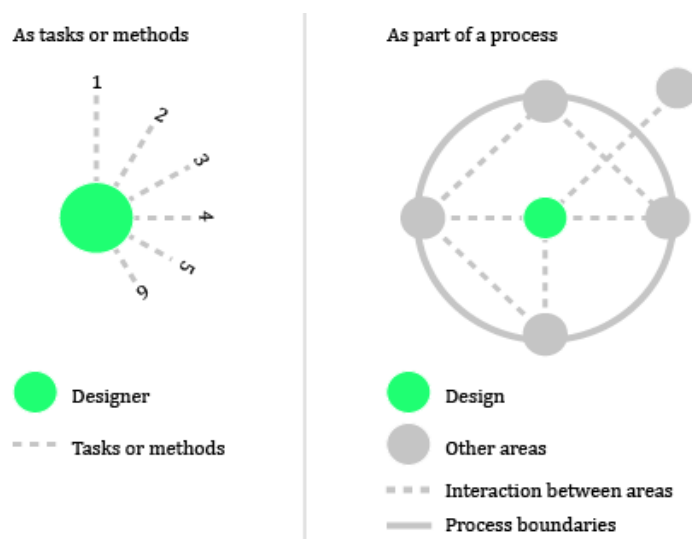 As tasks or methods
1
2
3
4
5
6
Designer
Tasks or methods
As part of a process
Design
Other areas
Interaction between areas
Process boundaries